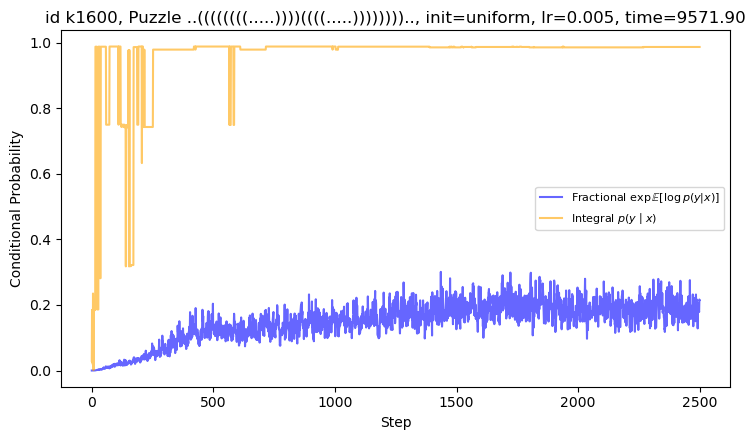 id k1600, Puzzle ..((((((((.....))))((((.....)))))))).., init=uniform, lr=0.005, time=9571.90
Conditional Probability
1.0
0.8
0.6
0.4
0.2
0.0
Fractional exp𝔼[log p(y|x)]
Integral p(y | x)
0
500
1000
1500
2000
2500
Step